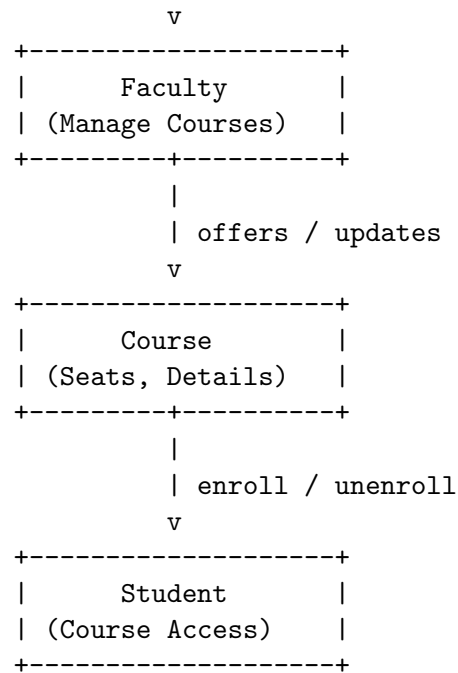 v
+--------------------+
|      Faculty       |
| (Manage Courses)   |
+---------+----------+
          |
          | offers / updates
          v
+--------------------+
|      Course        |
| (Seats, Details)   |
+---------+----------+
          |
          | enroll / unenroll
          v
+--------------------+
|      Student       |
| (Course Access)    |
+--------------------+